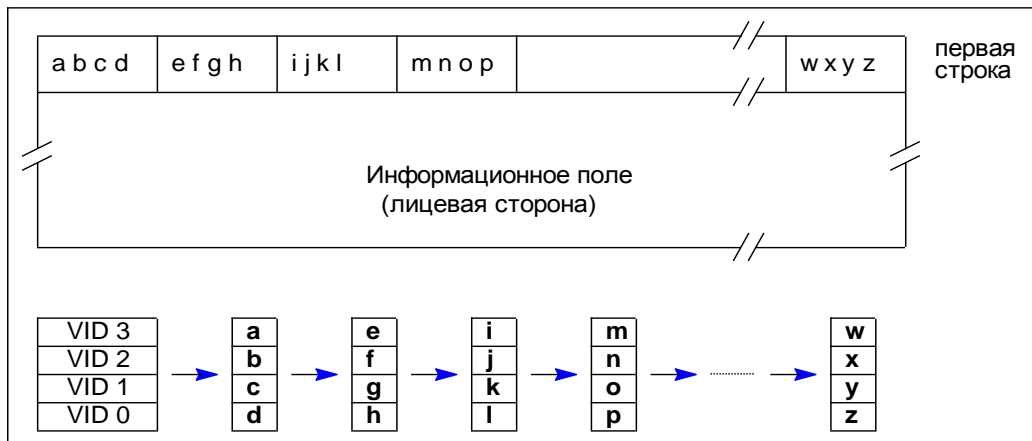 a b c d e f g h i j k l m n o p w x y z
первая
строка
Информационное поле
(лицевая сторона)
VID 3 a e i m w
VID 2 b f j n x
VID 1 c g k o y
VID 0 d h l p z